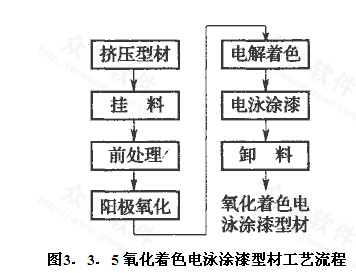 挤压型材
挂 料
前处理
阳极氧化
电解着色
电泳涂漆
卸 料
氧化着色电
泳涂漆型材
图3．3．5氧化着色电泳涂漆型材工艺流程